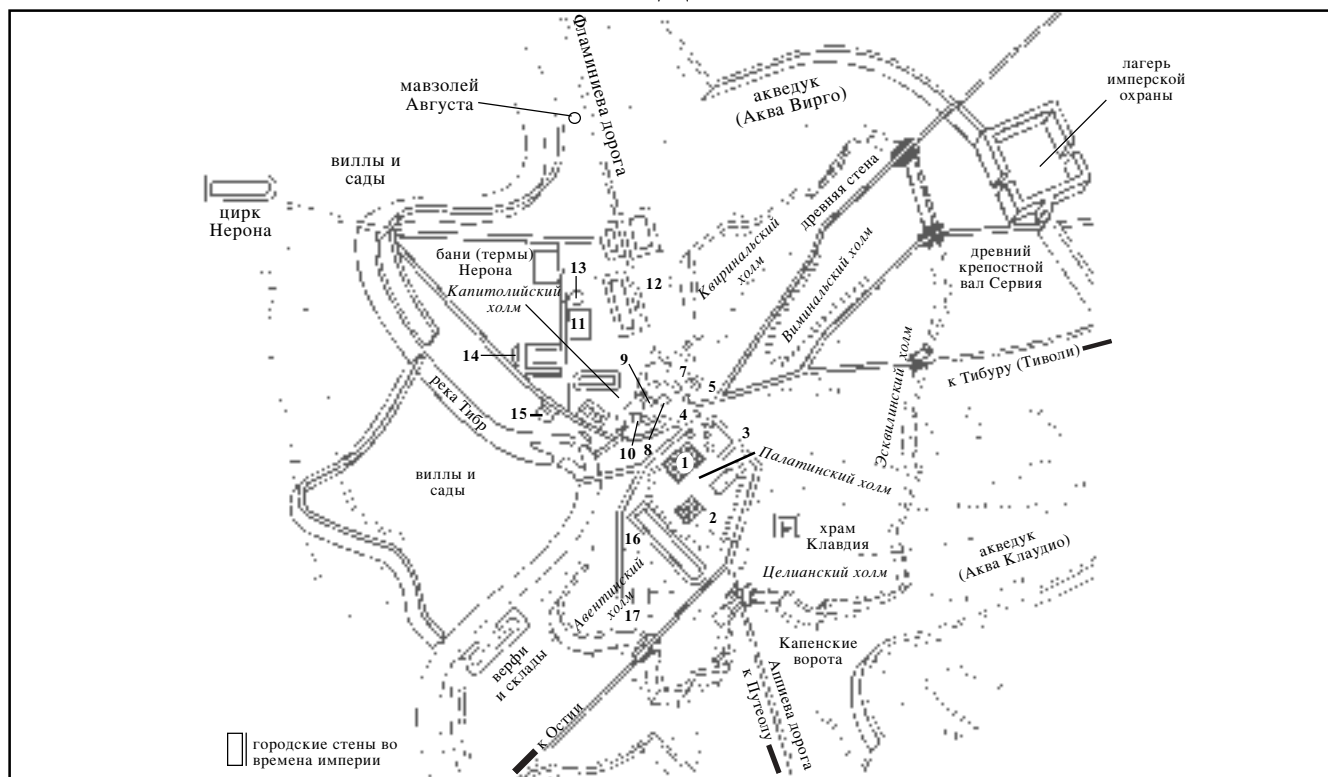 Фламиниева дорога
мавзолей
Августа
акведук
(Аква Вирго)
лагерь
имперской
охраны
виллы и
сады
цирк
Нерона
древняя стена
Квиринальский
холм
Виминальский холм
древний
крепостной
вал Сервия
бани (термы)
Нерона
13
12
Капитолийский
холм
11
14
9
7
5
к Тибуру (Тиволи)
Эсквилинский холм
река Тибр
15
4
10
8
3
1
Палатинский холм
виллы и
сады
2
16
храм
Клавдия
акведук
(Аква Клаудио)
Целианский холм
Авентинский
холм
17
Капенские
ворота
верфи
и склады
Аппиева дорога
к Путеолу
к Остии
городские стены во
времена империи